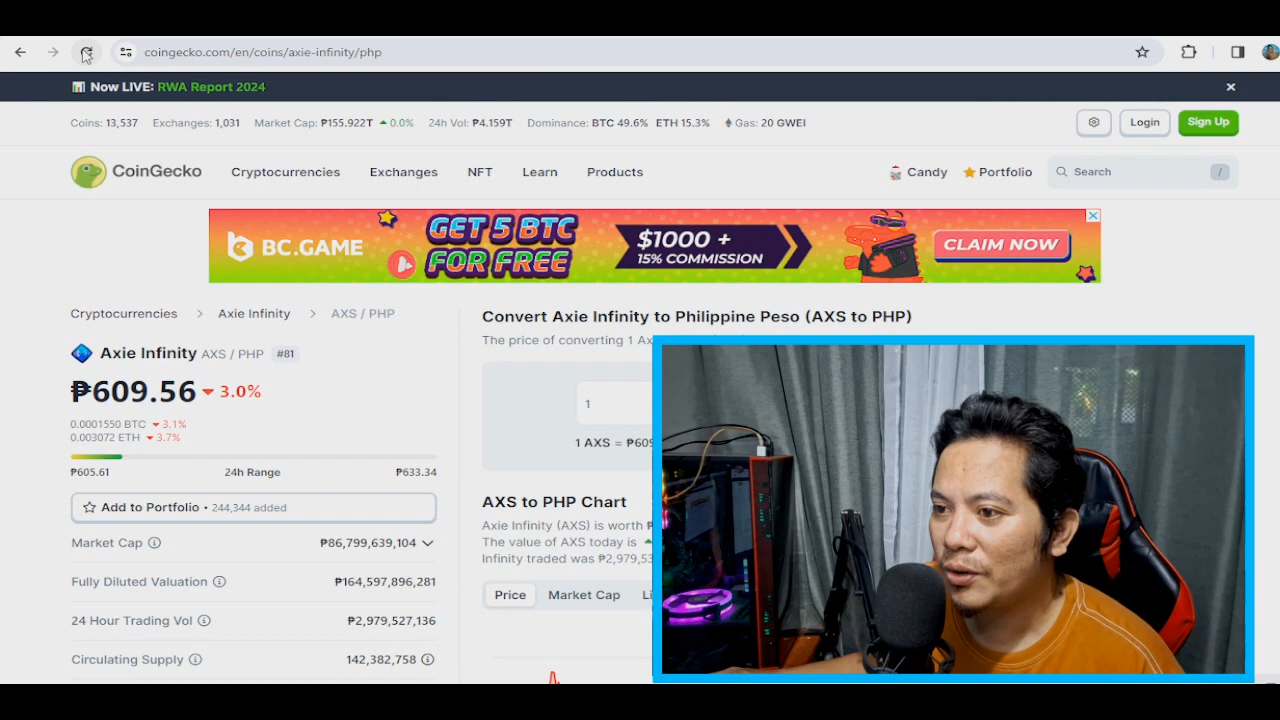 coingecko.com/en/coins/axie-infinity/php
Now LIVE: RWA Report 2024
Coins: 13,537 Exchanges: 1,031 Market Cap: ₱155.922T 0.0% 24h Vol: ₱4.159T Dominance: BTC 49.6% ETH 15.3% Gas: 20 GWEI
Login
Sign Up
CoinGecko Cryptocurrencies Exchanges NFT Learn Products Candy Portfolio Search /
BC.GAME
GET 5 BTC
FOR FREE
$1000 +
15% COMMISSION
CLAIM NOW
Cryptocurrencies > Axie Infinity > AXS / PHP
Axie Infinity AXS / PHP #81
₱609.56 3.0%
0.0001550 BTC 3.1%
0.003072 ETH 3.7%
₱605.61 24h Range ₱633.34
Add to Portfolio • 244,344 added
Market Cap ₱86,799,639,104
Fully Diluted Valuation ₱164,597,896,281
24 Hour Trading Vol ₱2,979,527,136
Circulating Supply 142,382,758
Convert Axie Infinity to Philippine Peso (AXS to PHP)
The price of converting 1
1
1 AXS =
AXS to PHP Chart
Axie Infinity (AXS) is worth
The value of AXS today is
Infinity traded was
Price Market Cap